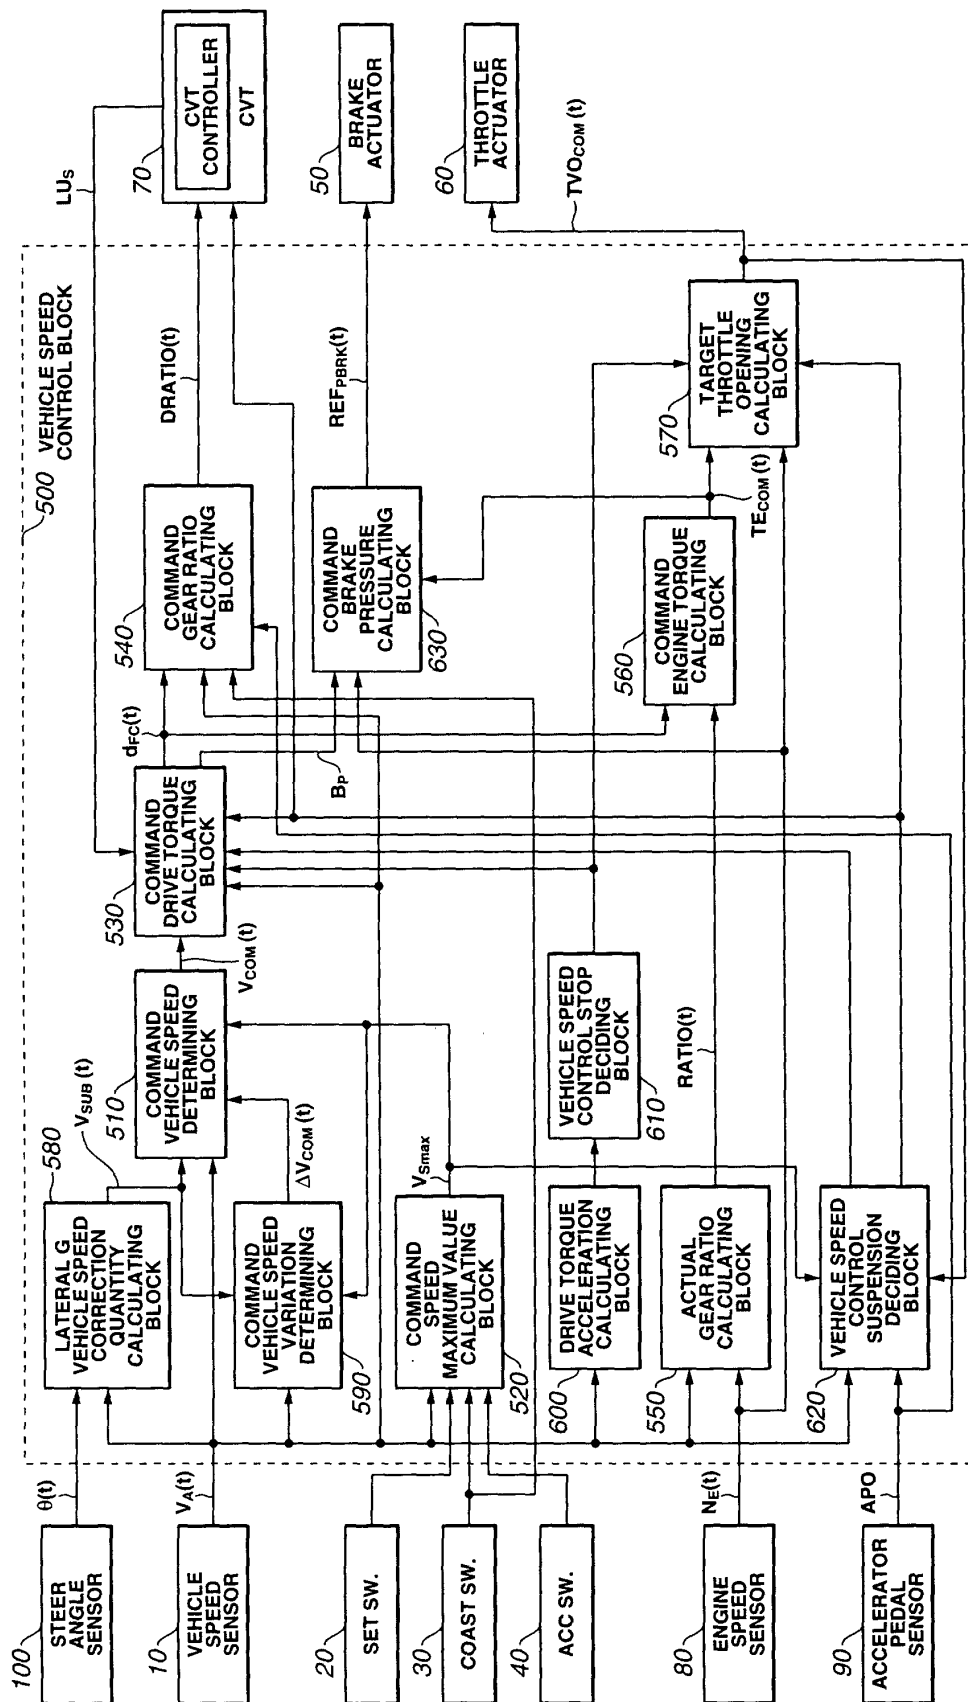 500
VEHICLE SPEED
CONTROL BLOCK
100
STEER
ANGLE
SENSOR
θ(t)
10
VEHICLE
SPEED
SENSOR
VA(t)
20
SET SW.
30
COAST SW.
40
ACC SW.
80
ENGINE
SPEED
SENSOR
NE(t)
90
ACCELERATOR
PEDAL
SENSOR
APO
580
LATERAL G
VEHICLE SPEED
CORRECTION
QUANTITY
CALCULATING
BLOCK
VSUB(t)
590
COMMAND
VEHICLE SPEED
VARIATION
DETERMINING
BLOCK
ΔVCOM(t)
520
COMMAND
SPEED
MAXIMUM VALUE
CALCULATING
BLOCK
VSmax
600
DRIVE TORQUE
ACCELERATION
CALCULATING
BLOCK
550
ACTUAL
GEAR RATIO
CALCULATING
BLOCK
RATIO(t)
620
VEHICLE SPEED
CONTROL
SUSPENSION
DECIDING
BLOCK
510
COMMAND
VEHICLE SPEED
DETERMINING
BLOCK
VCOM(t)
610
VEHICLE SPEED
CONTROL STOP
DECIDING
BLOCK
530
COMMAND
DRIVE TORQUE
CALCULATING
BLOCK
dFC(t)
BP
540
COMMAND
GEAR RATIO
CALCULATING
BLOCK
DRATIO(t)
630
COMMAND
BRAKE
PRESSURE
CALCULATING
BLOCK
REFPBRK(t)
560
COMMAND
ENGINE TORQUE
CALCULATING
BLOCK
TECOM(t)
570
TARGET
THROTTLE
OPENING
CALCULATING
BLOCK
TVOCOM(t)
LUS
70
CVT
CONTROLLER
CVT
50
BRAKE
ACTUATOR
60
THROTTLE
ACTUATOR